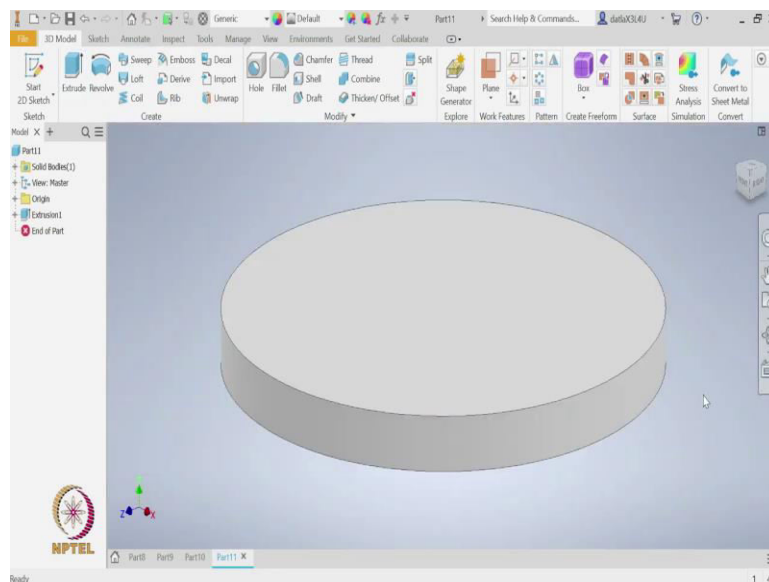 Generic Default Part11 Search Help & Commands... datlaX3L4U
File 3D Model Sketch Annotate Inspect Tools Manage View Environments Get Started Collaborate
Sweep Emboss Decal Chamfer Thread Split
Start 2D Sketch Extrude Revolve Loft Derive Import Hole Fillet Shell Combine Shape Generator Plane Box Stress Analysis Convert to Sheet Metal
Coil Rib Unwrap Draft Thicken/ Offset
Sketch Create Modify Explore Work Features Pattern Create Freeform Surface Simulation Convert
Model X +
Part11
Solid Bodies(1)
View: Master
Origin
Extrusion1
End of Part
Z X
NPTEL
Part8 Part9 Part10 Part11 X
Ready 1